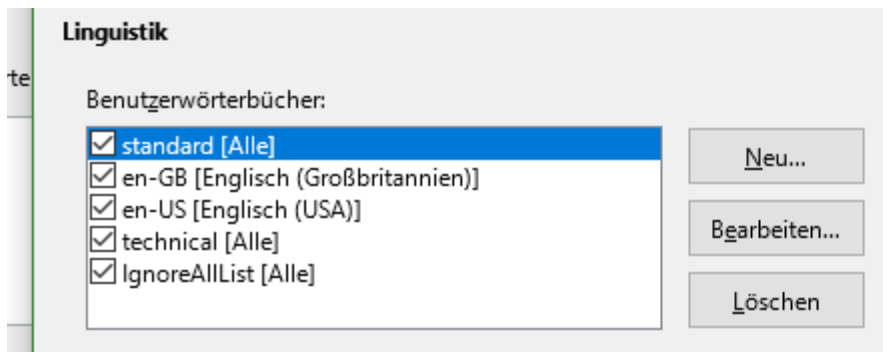 Linguistik
rte
Benutzerwörterbücher:
standard [Alle]
en-GB [Englisch (Großbritannien)]
en-US [Englisch (USA)]
technical [Alle]
IgnoreAllList [Alle]
Neu...
Bearbeiten...
Löschen